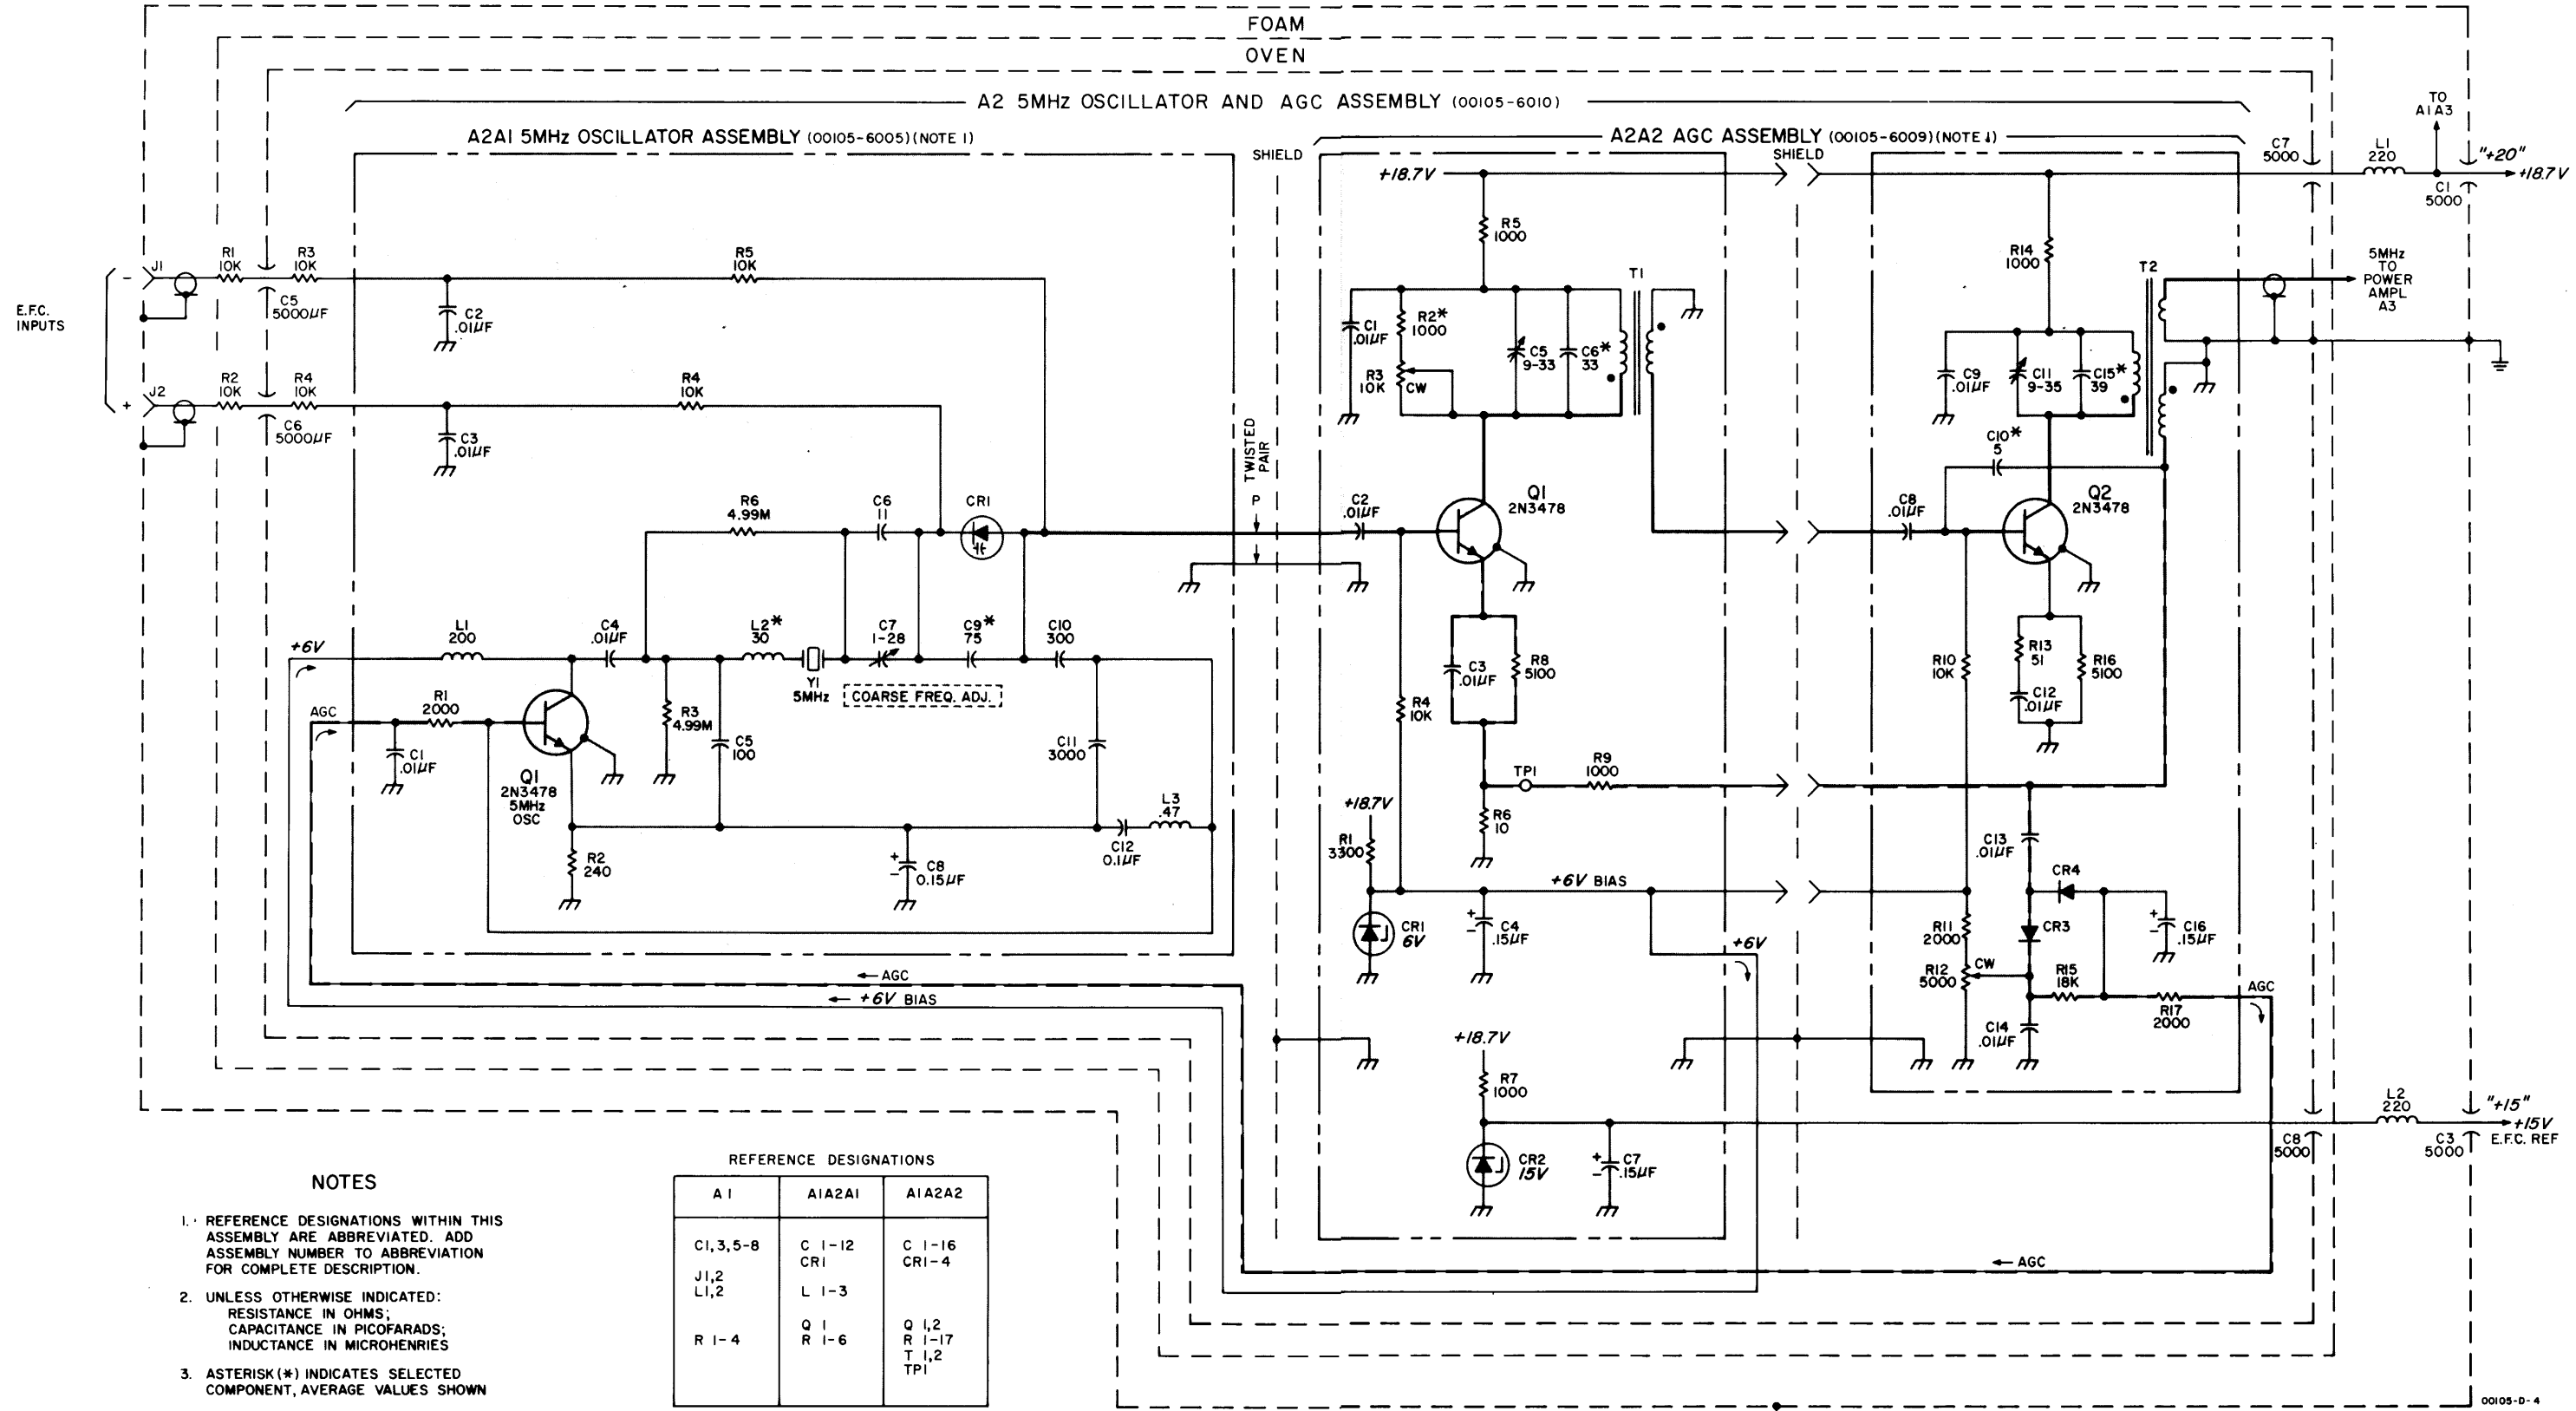 FOAM
OVEN
A2 5MHz OSCILLATOR AND AGC ASSEMBLY (00105-6010)
A2A1 5MHz OSCILLATOR ASSEMBLY (00105-6005)(NOTE 1)
SHIELD
A2A2 AGC ASSEMBLY (00105-6009)(NOTE 1)
SHIELD
TO
A1A3
C7
5000
L1
220
"+20"
+18.7V
C1
5000
E.F.C.
INPUTS
-
J1
R1
10K
R3
10K
C5
5000µF
C2
.01µF
R5
10K
+
J2
R2
10K
R4
10K
C6
5000µF
C3
.01µF
R4
10K
R6
4.99M
C6
11
CR1
TWISTED
PAIR
P
+6V
L1
200
C4
.01µF
L2*
30
Y1
5MHz
C7
1-28
C9*
75
C10
300
COARSE FREQ. ADJ.
AGC
R1
2000
C1
.01µF
Q1
2N3478
5MHz
OSC
R3
4.99M
C5
100
C11
3000
R2
240
C8
0.15µF
+
-
C12
0.1µF
L3
.47
AGC
+6V BIAS
+18.7V
R5
1000
C1
.01µF
R2*
1000
R3
10K
CW
C5
9-33
C6*
33
T1
C2
.01µF
Q1
2N3478
C3
.01µF
R8
5100
R4
10K
TP1
R9
1000
R6
10
+18.7V
R1
3300
+6V BIAS
CR1
6V
+
-
C4
.15µF
+6V
+18.7V
R7
1000
CR2
15V
+
-
C7
.15µF
R14
1000
T2
5MHz
TO
POWER
AMPL
A3
C9
.01µF
C11
9-35
C15*
39
C10*
5
C8
.01µF
Q2
2N3478
R10
10K
R13
51
C12
.01µF
R16
5100
C13
.01µF
CR4
CR3
+
-
C16
.15µF
R11
2000
R12
5000
CW
R15
18K
R17
2000
C14
.01µF
AGC
L2
220
"+15"
+15V
E.F.C. REF
C8
5000
C3
5000
AGC
NOTES
1. REFERENCE DESIGNATIONS WITHIN THIS
ASSEMBLY ARE ABBREVIATED. ADD
ASSEMBLY NUMBER TO ABBREVIATION
FOR COMPLETE DESCRIPTION.
2. UNLESS OTHERWISE INDICATED:
RESISTANCE IN OHMS;
CAPACITANCE IN PICOFARADS;
INDUCTANCE IN MICROHENRIES
3. ASTERISK (*) INDICATES SELECTED
COMPONENT, AVERAGE VALUES SHOWN
REFERENCE DESIGNATIONS
A1 A1A2A1 A1A2A2
C1,3,5-8 C 1-12 C 1-16
CR1 CR1-4
J1,2
L1,2 L 1-3
Q 1 Q 1,2
R 1-4 R 1-6 R 1-17
T 1,2
TP1
00105-D-4